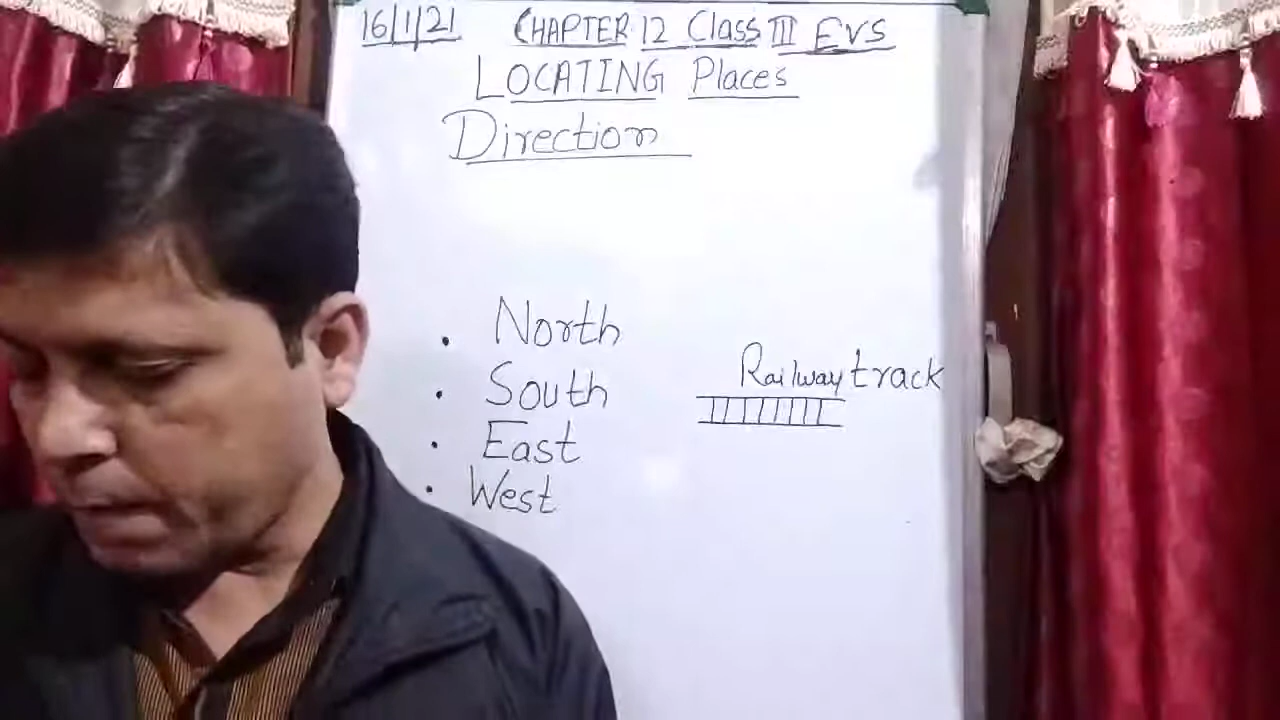 16/1/21 CHAPTER 12 Class III EVS
LOCATING Places
Direction
. North
. South
. East
. West
Railway track